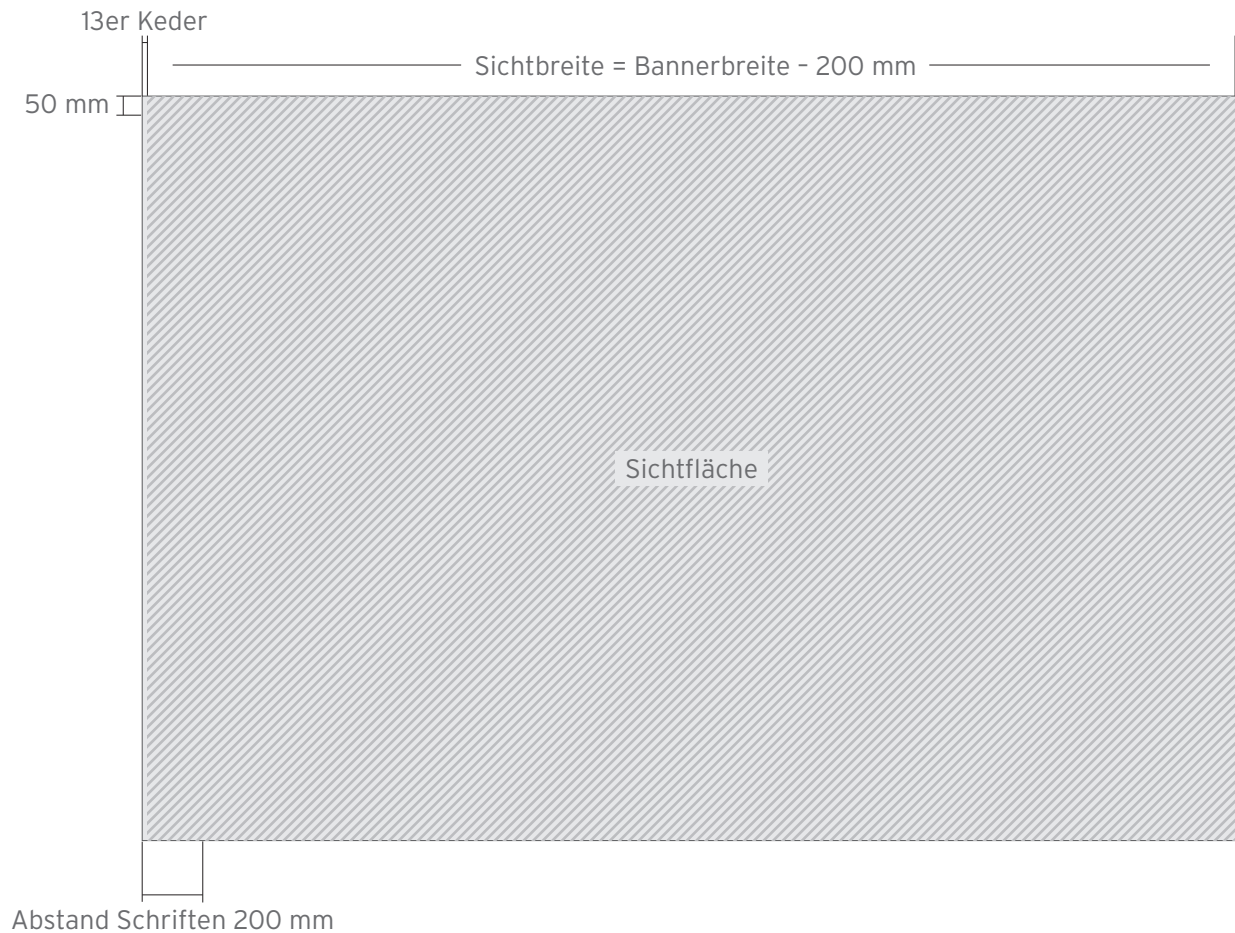 13er Keder
Sichtbreite = Bannerbreite - 200 mm
50 mm
Sichtfläche
Abstand Schriften 200 mm